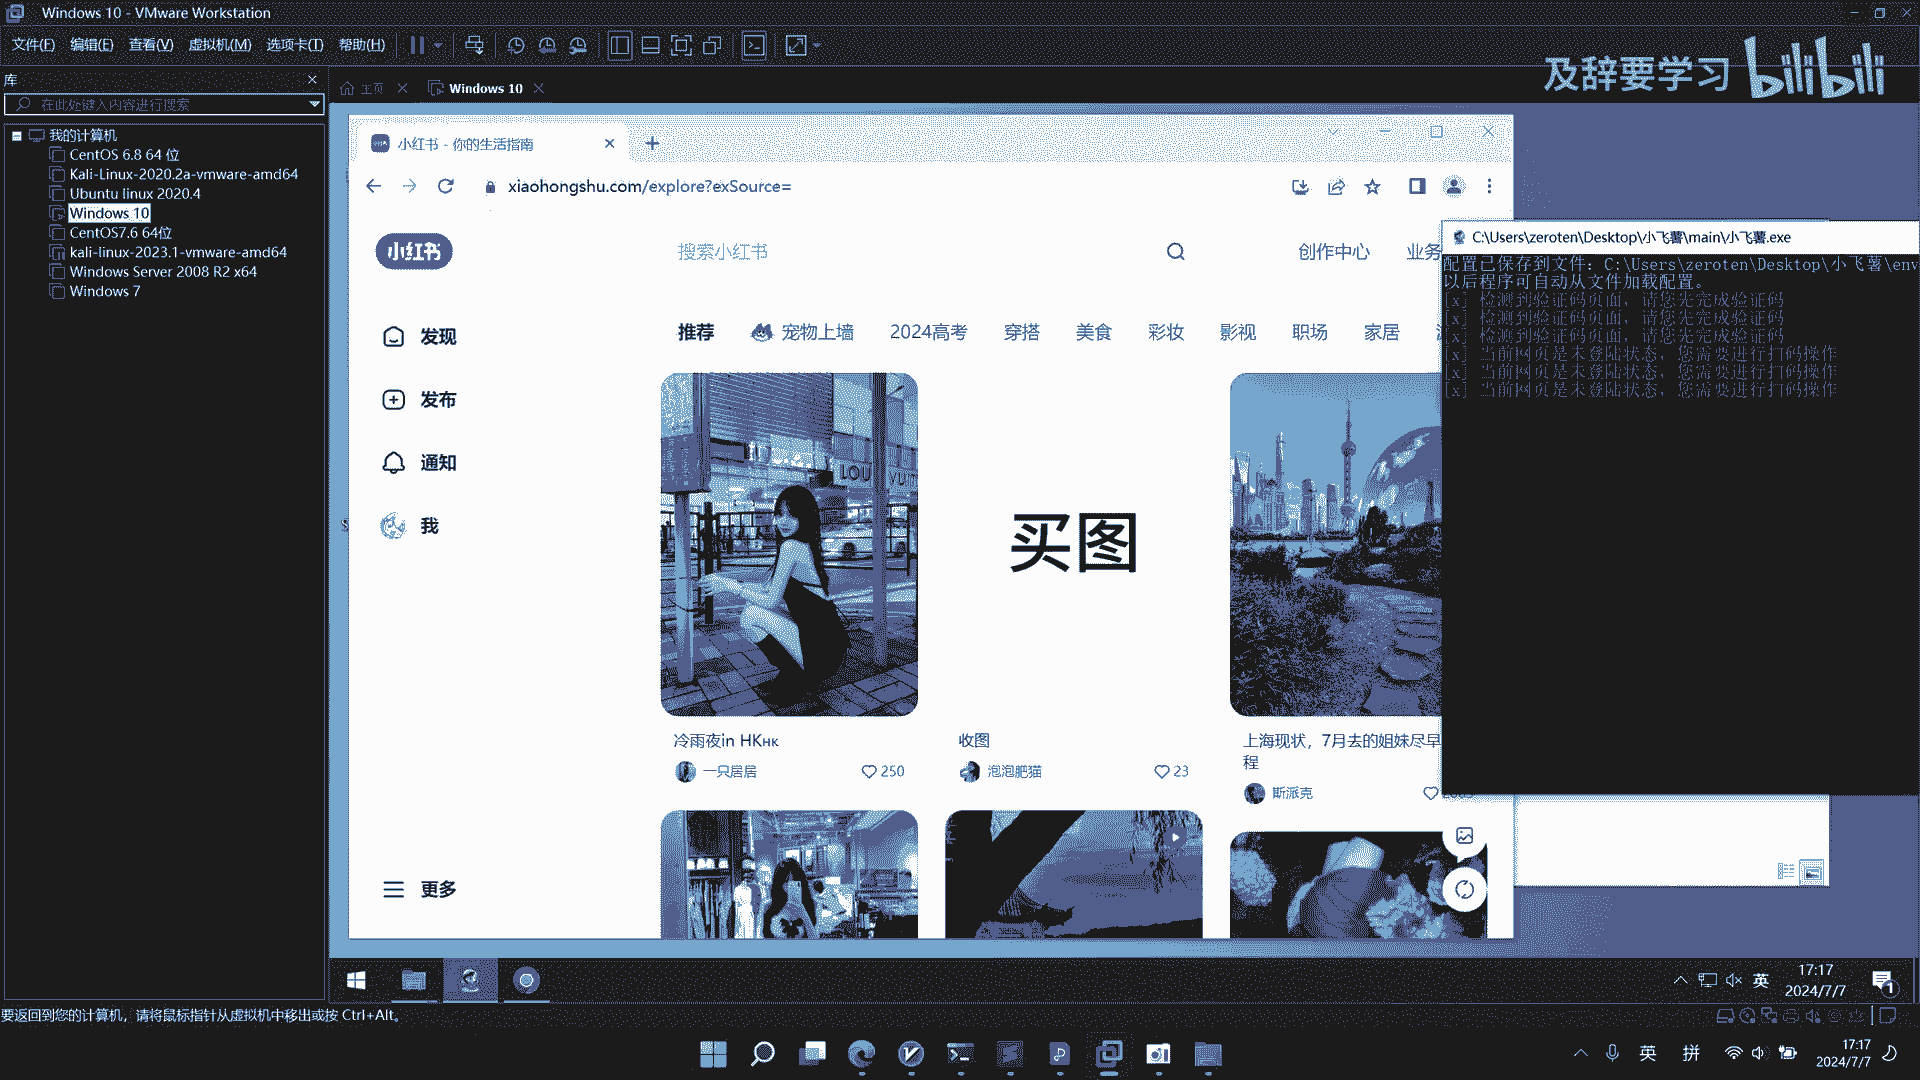 Windows 10 - VMware Workstation
文件(F) 编辑(E) 查看(V) 虚拟机(M) 选项卡(T) 帮助(H)
及辞要学习 bilibili
库
在此处键入内容进行搜索
我的计算机
CentOS 6.8 64 位
Kali-Linux-2020.2a-vmware-amd64
Ubuntu linux 2020.4
Windows 10
CentOS7.6 64位
kali-linux-2023.1-vmware-amd64
Windows Server 2008 R2 x64
Windows 7
主页 Windows 10
小红书 - 你的生活指南
xiaohongshu.com/explore?exSource=
小红书 搜索小红书 创作中心 业务
发现
发布
通知
我
更多
推荐 宠物上墙 2024高考 穿搭 美食 彩妆 影视 职场 家居
LOU VUIT
买图
冷雨夜in HKHK
一只居居 250
收图
泡泡肥猫 23
上海现状，7月去的姐妹尽早
程
斯派克
C:\Users\zeroten\Desktop\小飞薯\main\小飞薯.exe
配置已保存到文件：C:\Users\zeroten\Desktop\小飞薯\env
以后程序可自动从文件加载配置。
[x] 检测到验证码页面，请您先完成验证码
[x] 检测到验证码页面，请您先完成验证码
[x] 检测到验证码页面，请您先完成验证码
[x] 当前网页是未登陆状态，您需要进行扫码操作
[x] 当前网页是未登陆状态，您需要进行扫码操作
[x] 当前网页是未登陆状态，您需要进行扫码操作
英 17:17
2024/7/7
1
要返回到您的计算机，请将鼠标指针从虚拟机中移出或按 Ctrl+Alt。
英 拼 17:17
2024/7/7